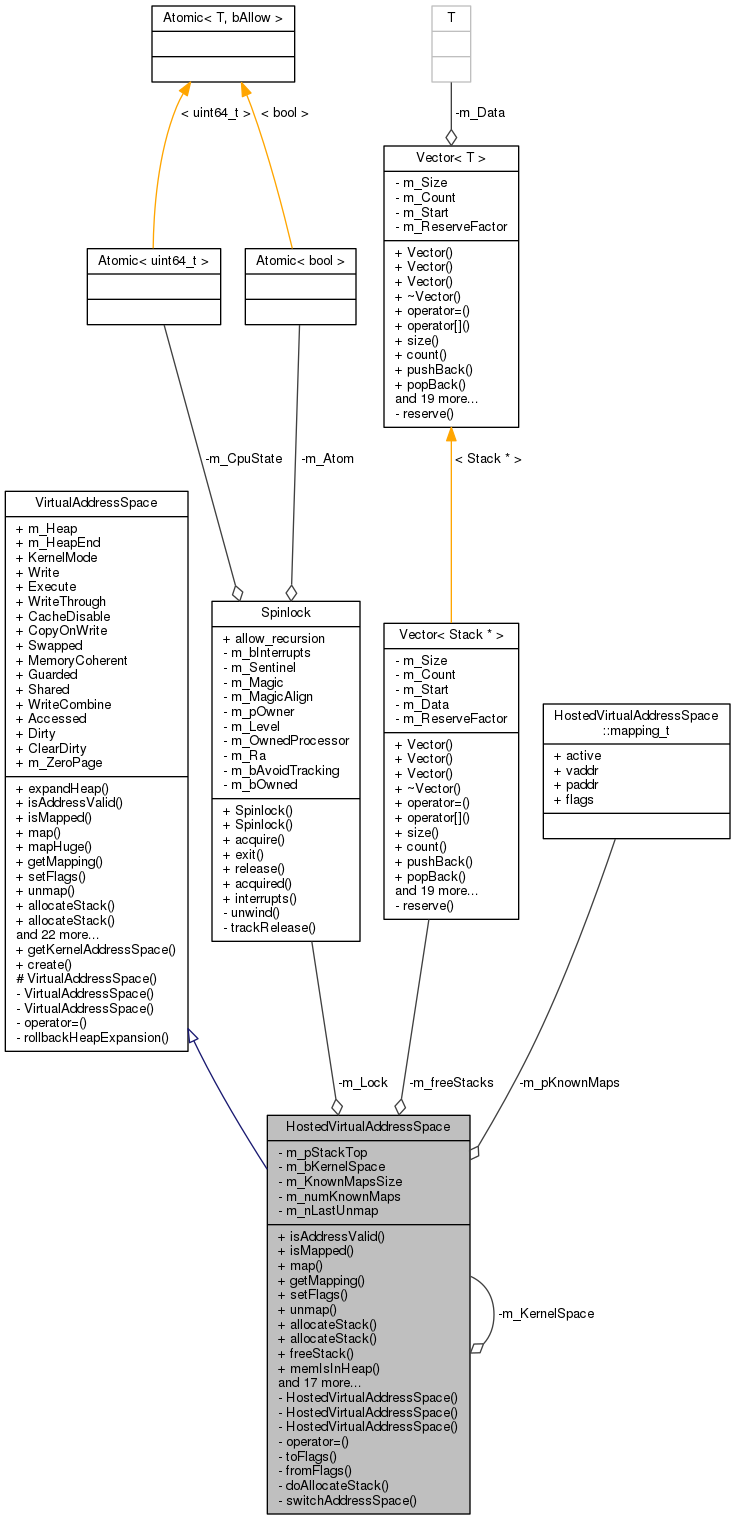 Atomic< T, bAllow >
T
< uint64_t >
< bool >
-m_Data
Vector< T >
- m_Size
- m_Count
- m_Start
- m_ReserveFactor
+ Vector()
+ Vector()
+ Vector()
+ ~Vector()
+ operator=()
+ operator[]()
+ size()
+ count()
+ pushBack()
+ popBack()
and 19 more...
- reserve()
Atomic< uint64_t >
Atomic< bool >
-m_CpuState
-m_Atom
< Stack * >
VirtualAddressSpace
+ m_Heap
+ m_HeapEnd
+ KernelMode
+ Write
+ Execute
+ WriteThrough
+ CacheDisable
+ CopyOnWrite
+ Swapped
+ MemoryCoherent
+ Guarded
+ Shared
+ WriteCombine
+ Accessed
+ Dirty
+ ClearDirty
+ m_ZeroPage
+ expandHeap()
+ isAddressValid()
+ isMapped()
+ map()
+ mapHuge()
+ getMapping()
+ setFlags()
+ unmap()
+ allocateStack()
+ allocateStack()
and 22 more...
+ getKernelAddressSpace()
+ create()
# VirtualAddressSpace()
- VirtualAddressSpace()
- VirtualAddressSpace()
- operator=()
- rollbackHeapExpansion()
Spinlock
+ allow_recursion
- m_bInterrupts
- m_Sentinel
- m_Magic
- m_MagicAlign
- m_pOwner
- m_Level
- m_OwnedProcessor
- m_Ra
- m_bAvoidTracking
- m_bOwned
+ Spinlock()
+ Spinlock()
+ acquire()
+ exit()
+ release()
+ acquired()
+ interrupts()
- unwind()
- trackRelease()
Vector< Stack * >
- m_Size
- m_Count
- m_Start
- m_Data
- m_ReserveFactor
+ Vector()
+ Vector()
+ Vector()
+ ~Vector()
+ operator=()
+ operator[]()
+ size()
+ count()
+ pushBack()
+ popBack()
and 19 more...
- reserve()
HostedVirtualAddressSpace
::mapping_t
+ active
+ vaddr
+ paddr
+ flags
-m_Lock
-m_freeStacks
-m_pKnownMaps
HostedVirtualAddressSpace
- m_pStackTop
- m_bKernelSpace
- m_KnownMapsSize
- m_numKnownMaps
- m_nLastUnmap
+ isAddressValid()
+ isMapped()
+ map()
+ getMapping()
+ setFlags()
+ unmap()
+ allocateStack()
+ allocateStack()
+ freeStack()
+ memIsInHeap()
and 17 more...
- HostedVirtualAddressSpace()
- HostedVirtualAddressSpace()
- HostedVirtualAddressSpace()
- operator=()
- toFlags()
- fromFlags()
- doAllocateStack()
- switchAddressSpace()
-m_KernelSpace